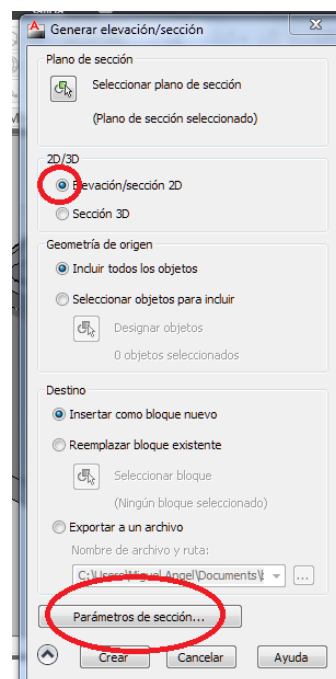 Generar elevación/sección
Plano de sección
Seleccionar plano de sección
(Plano de sección seleccionado)
2D/3D
Elevación/sección 2D
Sección 3D
Geometría de origen
Incluir todos los objetos
Seleccionar objetos para incluir
Designar objetos
0 objetos seleccionados
Destino
Insertar como bloque nuevo
Reemplazar bloque existente
Seleccionar bloque
(Ningún bloque seleccionado)
Exportar a un archivo
Nombre de archivo y ruta:
C:\Users\Miguel Angel\Documents\
...
Parámetros de sección...
Crear
Cancelar
Ayuda